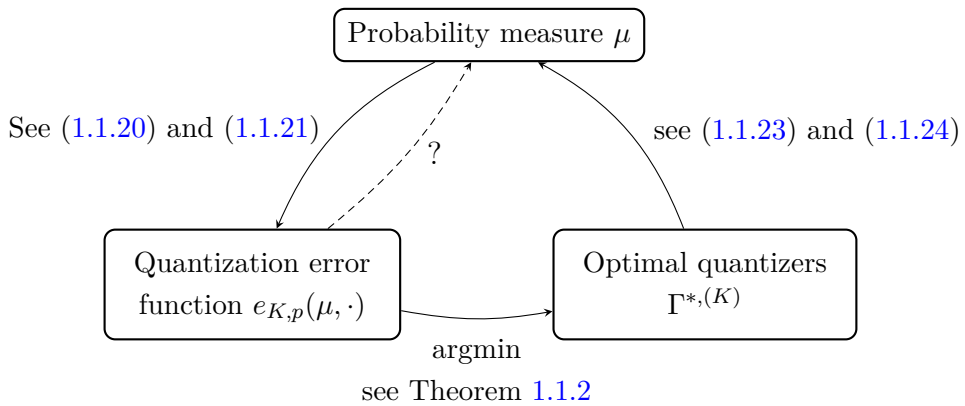 Probability measure μ
See (1.1.20) and (1.1.21)
see (1.1.23) and (1.1.24)
?
Quantization error
function e_{K,p}(μ, ·)
Optimal quantizers
Γ^{*,(K)}
argmin
see Theorem 1.1.2